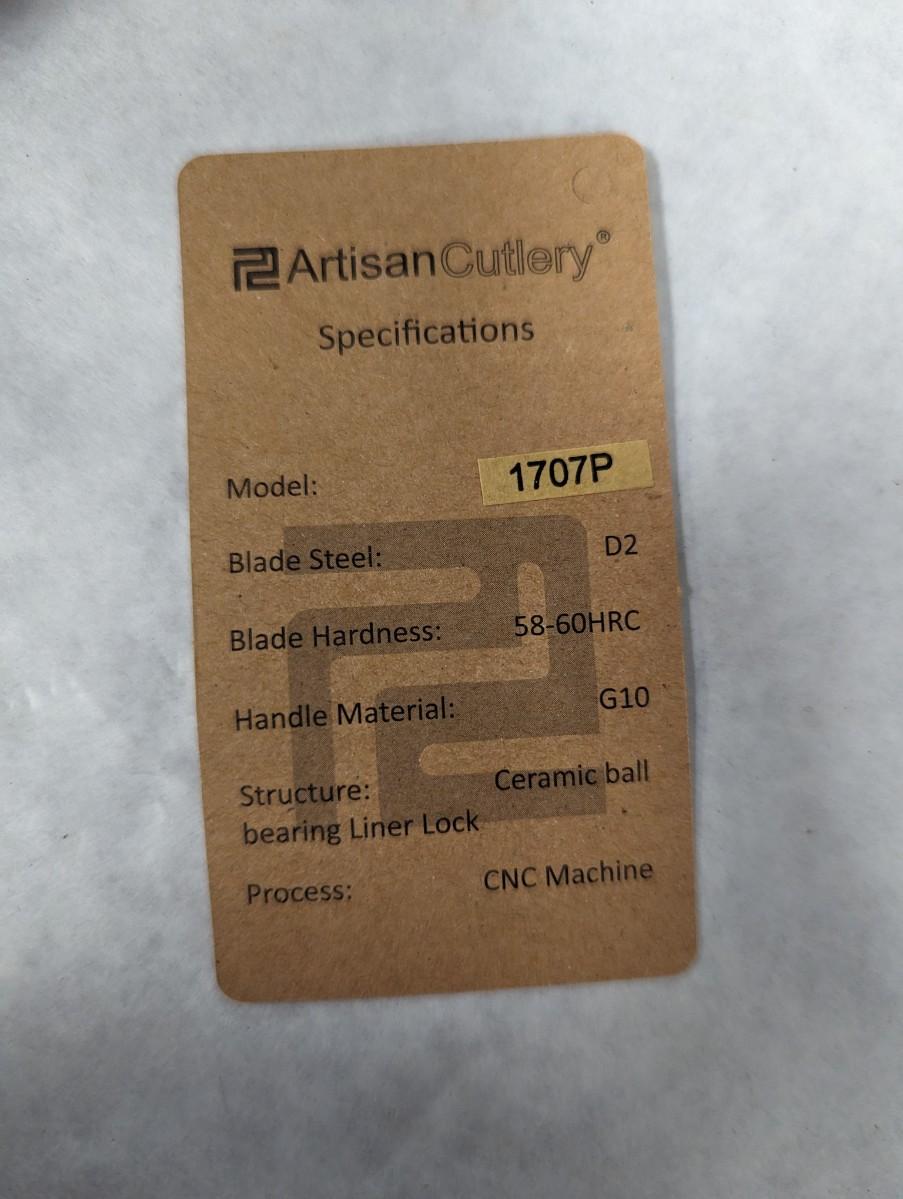 ArtisanCutlery®
Specifications
Model: 1707P
Blade Steel: D2
Blade Hardness: 58-60HRC
Handle Material: G10
Structure: Ceramic ball
bearing Liner Lock
Process: CNC Machine